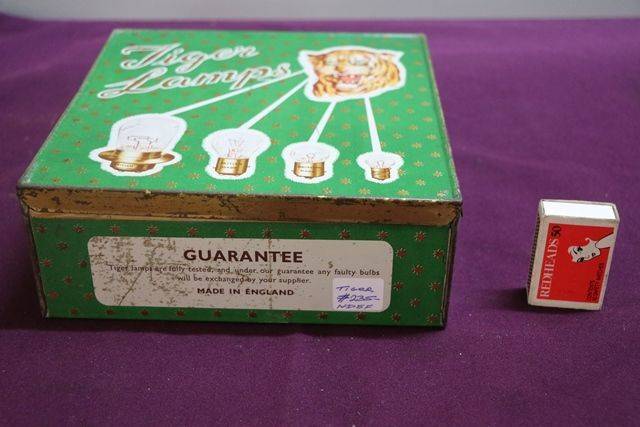 Tiger
Lamps
GUARANTEE
Tiger lamps are fully tested, and under our guarantee any faulty bulbs
will be exchanged by your supplier.
MADE IN ENGLAND
TIGER
$235-
REDHEADS 50